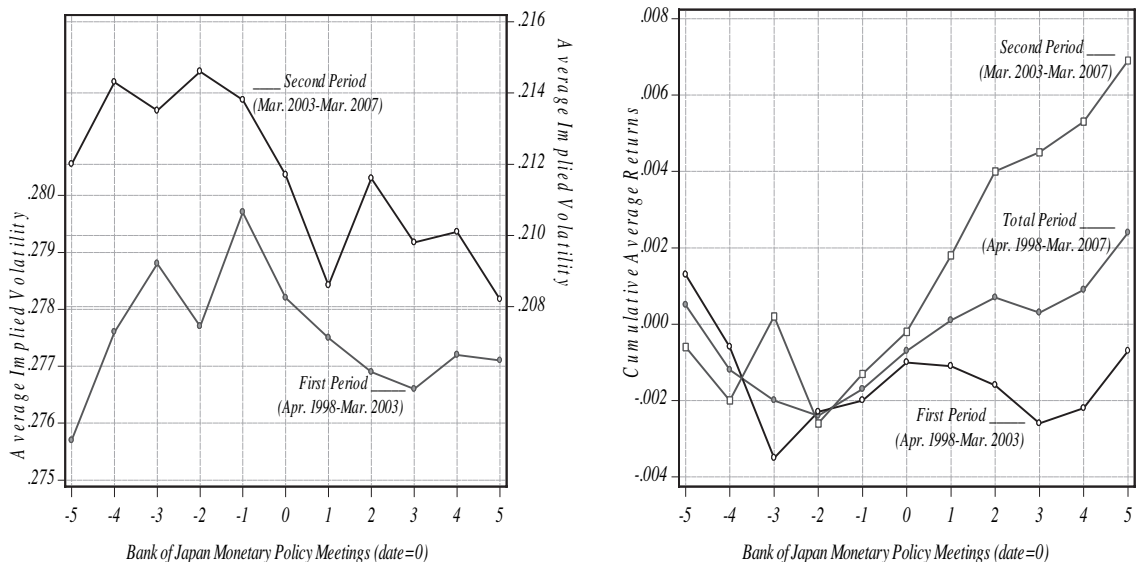 .216
.214
.212
.210
.208
.280
.279
.278
.277
.276
.275
Average Implied Volatility
Average Implied Volatility
____ Second Period
(Mar. 2003-Mar. 2007)
First Period ____
(Apr. 1998-Mar. 2003)
-5 -4 -3 -2 -1 0 1 2 3 4 5
Bank of Japan Monetary Policy Meetings (date=0)
.008
.006
.004
.002
.000
-.002
-.004
Cumulative Average Returns
Second Period ____
(Mar. 2003-Mar. 2007)
Total Period ____
(Apr. 1998-Mar. 2007)
First Period ____
(Apr. 1998-Mar. 2003)
-5 -4 -3 -2 -1 0 1 2 3 4 5
Bank of Japan Monetary Policy Meetings (date=0)